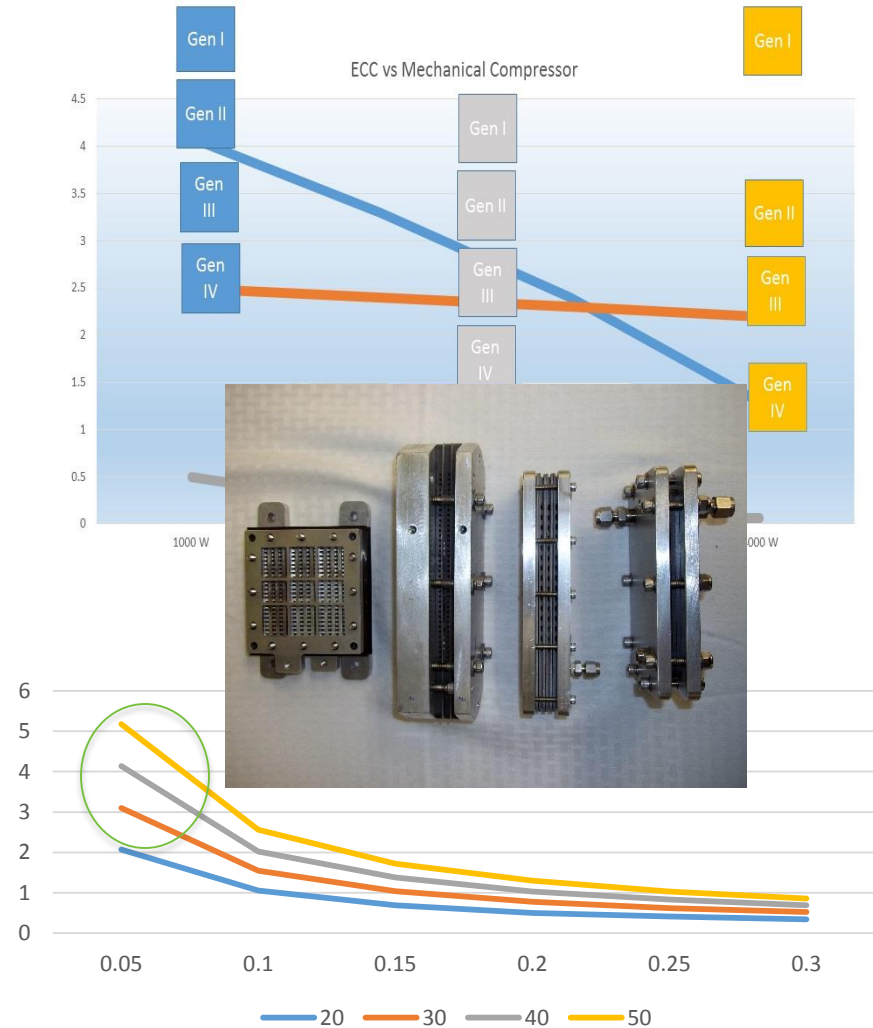 Gen I
Gen I
ECC vs Mechanical Compressor
4.5
Gen II
Gen I
4
3.5
Gen
III
Gen II
Gen II
3
Gen
IV
Gen
III
Gen
III
2.5
2
Gen
IV
1.5
Gen
IV
1
0.5
0
1000 W
000 W
6
5
4
3
2
1
0
0.05 0.1 0.15 0.2 0.25 0.3
20 30 40 50